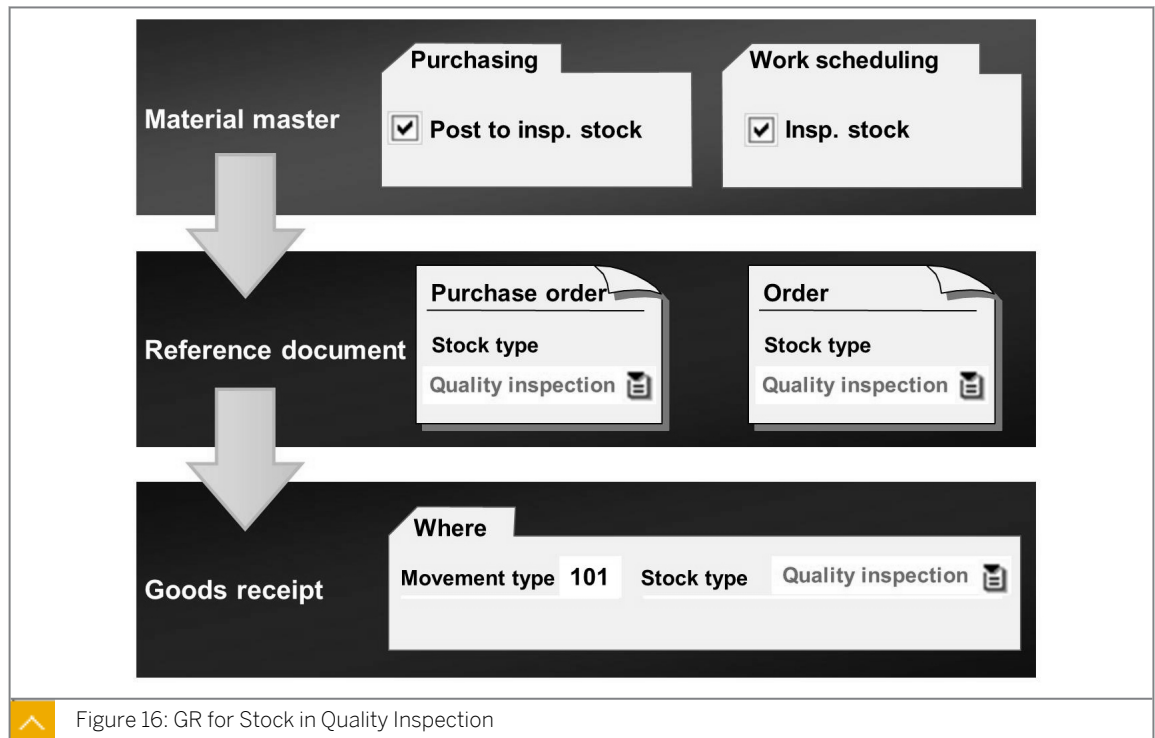 Purchasing
Work scheduling
Material master
Post to insp. stock
Insp. stock
Purchase order
Order
Reference document
Stock type
Stock type
Quality inspection
Quality inspection
Where
Goods receipt
Movement type 101 Stock type Quality inspection
Figure 16: GR for Stock in Quality Inspection